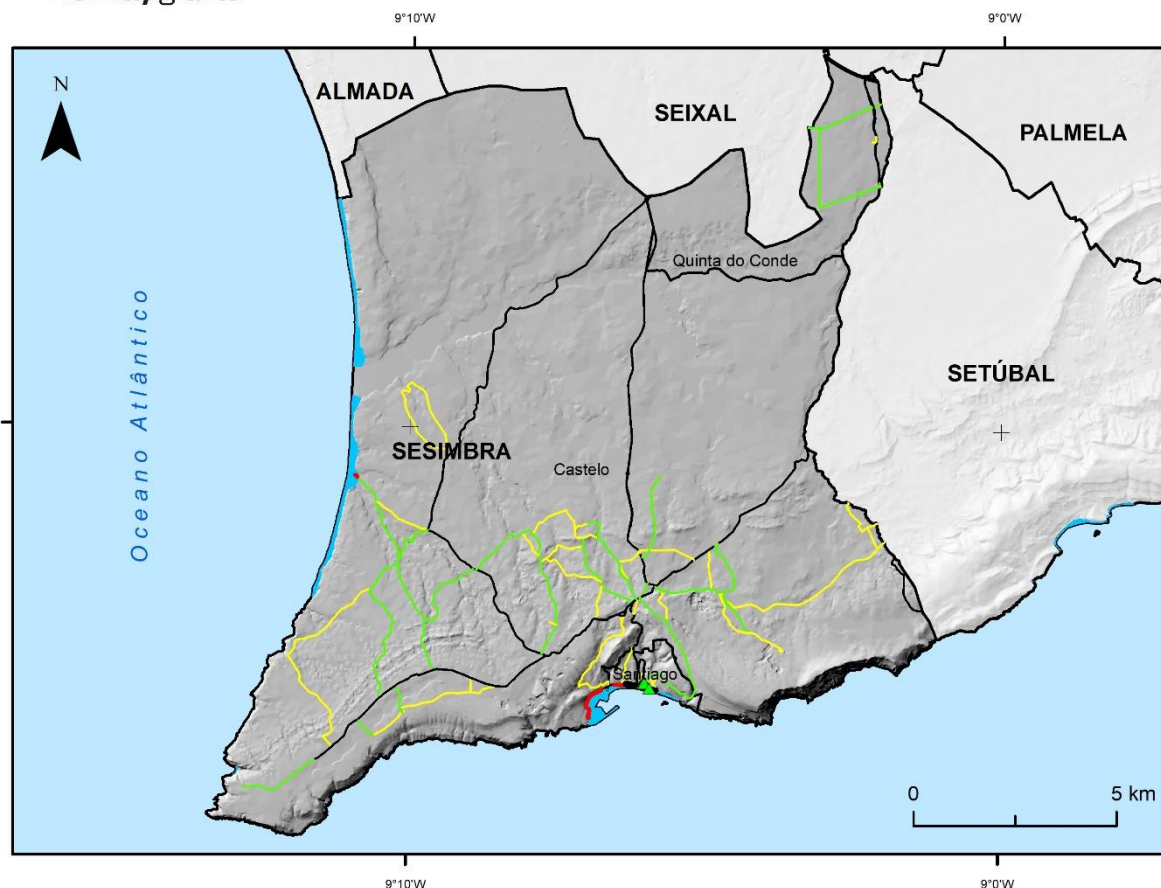 9°10'W
9°0'W
N
ALMADA
SEIXAL
PALMELA
Quinta do Conde
Oceano Atlântico
SETÚBAL
SESIMBRA
Castelo
Santiago
0
5 km
9°10'W
9°0'W